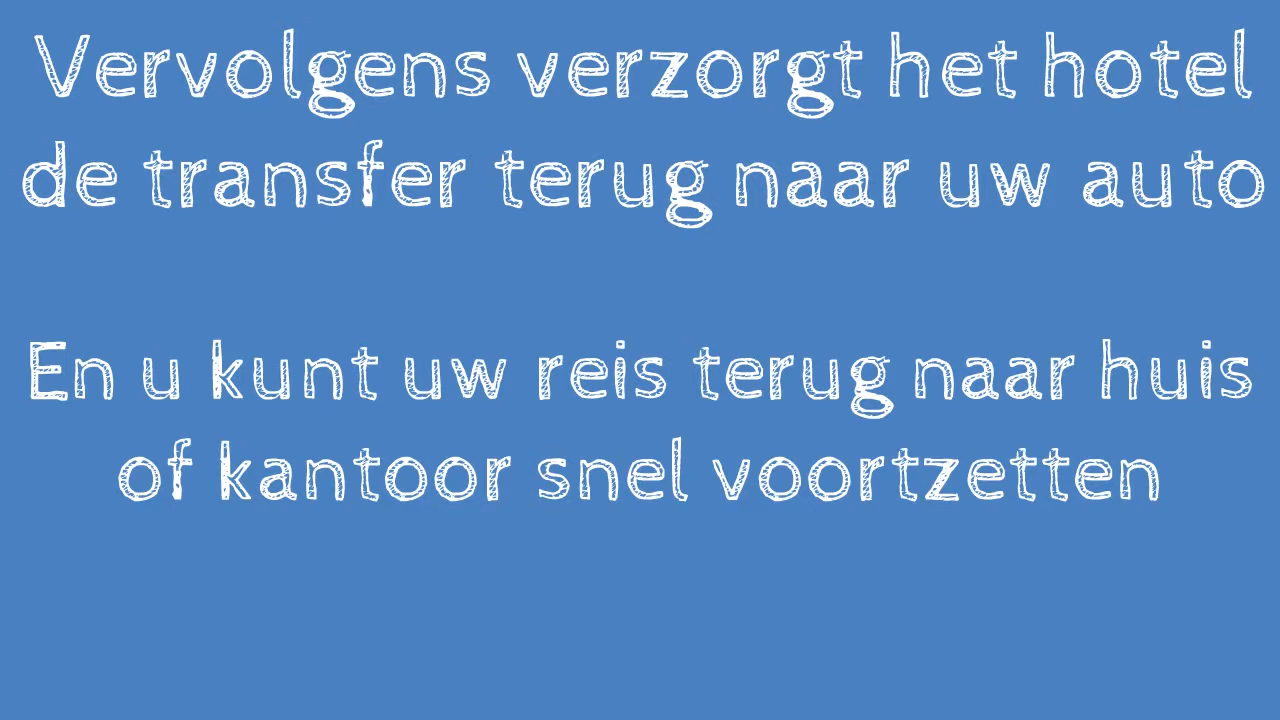 Vervolgens verzorgt het hotel
de transfer terug naar uw auto
En u kunt uw reis terug naar huis
of kantoor snel voortzetten